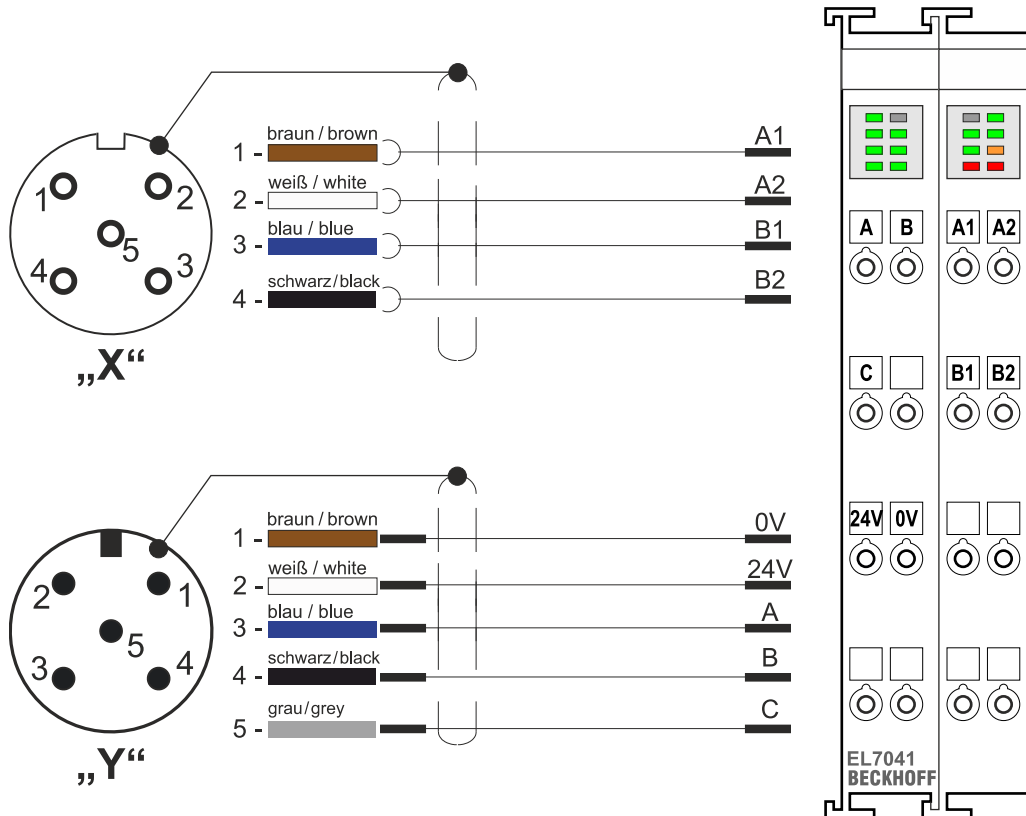 1 2 5 4 3
„X“
braun / brown
1 - A1
weiß / white
2 - A2
blau / blue
3 - B1
schwarz/black
4 - B2
2 1 5 3 4
„Y“
braun / brown
1 - 0V
weiß / white
2 - 24V
blau / blue
3 - A
schwarz/black
4 - B
grau/grey
5 - C
A B A1 A2
C B1 B2
24V 0V
EL7041
BECKHOFF